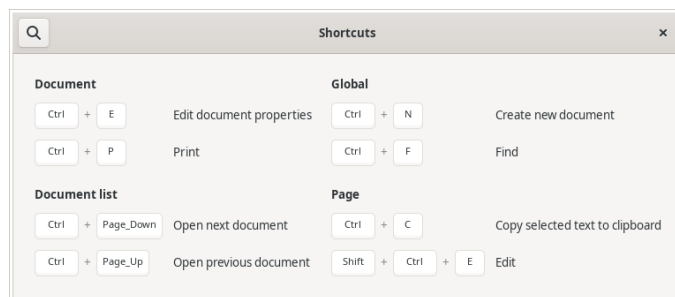 Shortcuts ×
Document
Ctrl + E Edit document properties
Ctrl + P Print
Document list
Ctrl + Page_Down Open next document
Ctrl + Page_Up Open previous document
Global
Ctrl + N Create new document
Ctrl + F Find
Page
Ctrl + C Copy selected text to clipboard
Shift + Ctrl + E Edit